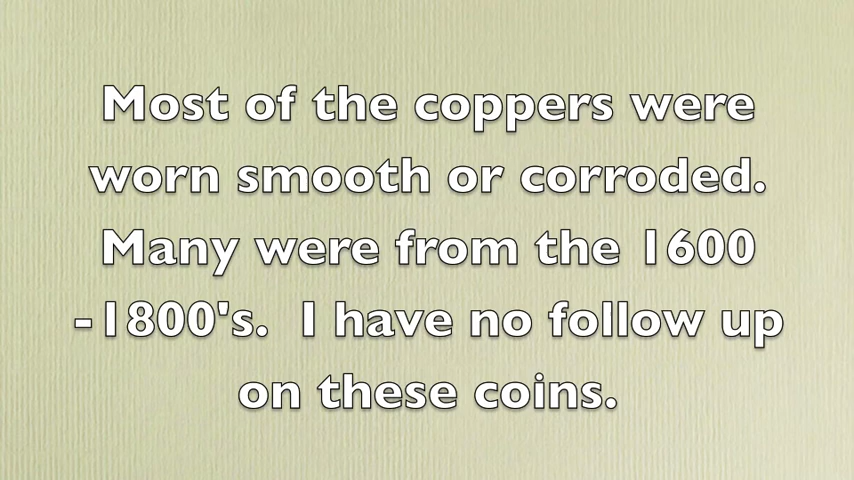 Most of the coppers were
worn smooth or corroded.
Many were from the 1600
-1800's.  I have no follow up
on these coins.